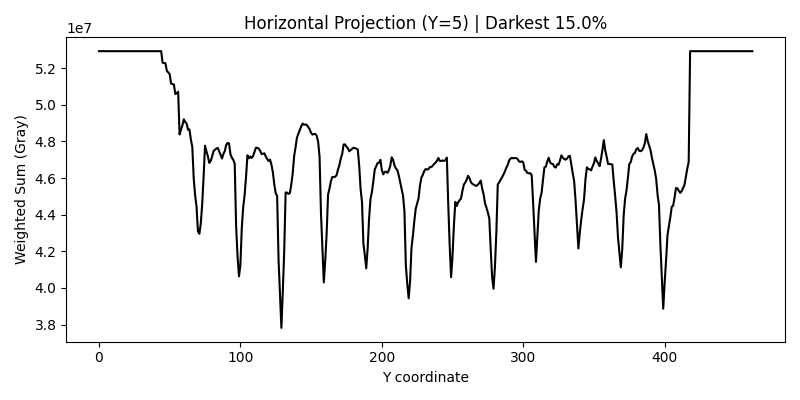 Horizontal Projection (Y=5) | Darkest 15.0%
1e7
5.2
5.0
4.8
4.6
4.4
4.2
4.0
3.8
Weighted Sum (Gray)
0 100 200 300 400
Y coordinate